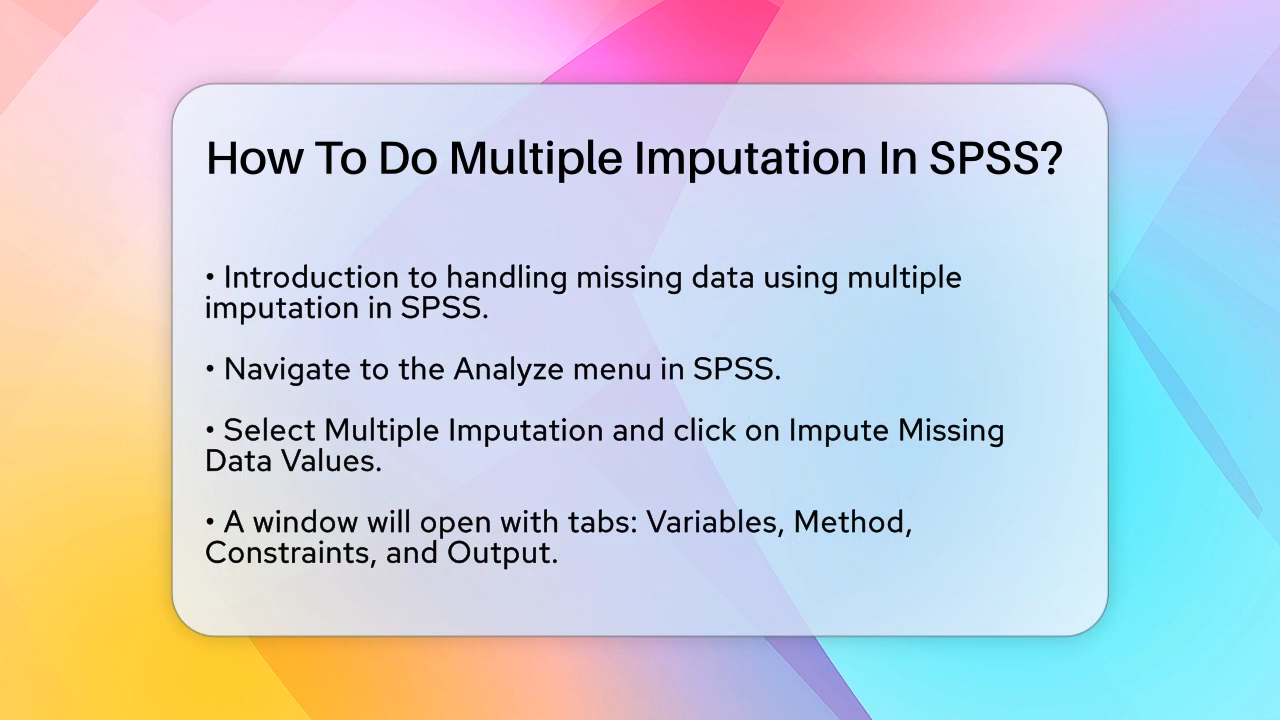 How To Do Multiple Imputation In SPSS?
• Introduction to handling missing data using multiple
imputation in SPSS.
• Navigate to the Analyze menu in SPSS.
• Select Multiple Imputation and click on Impute Missing
Data Values.
• A window will open with tabs: Variables, Method,
Constraints, and Output.